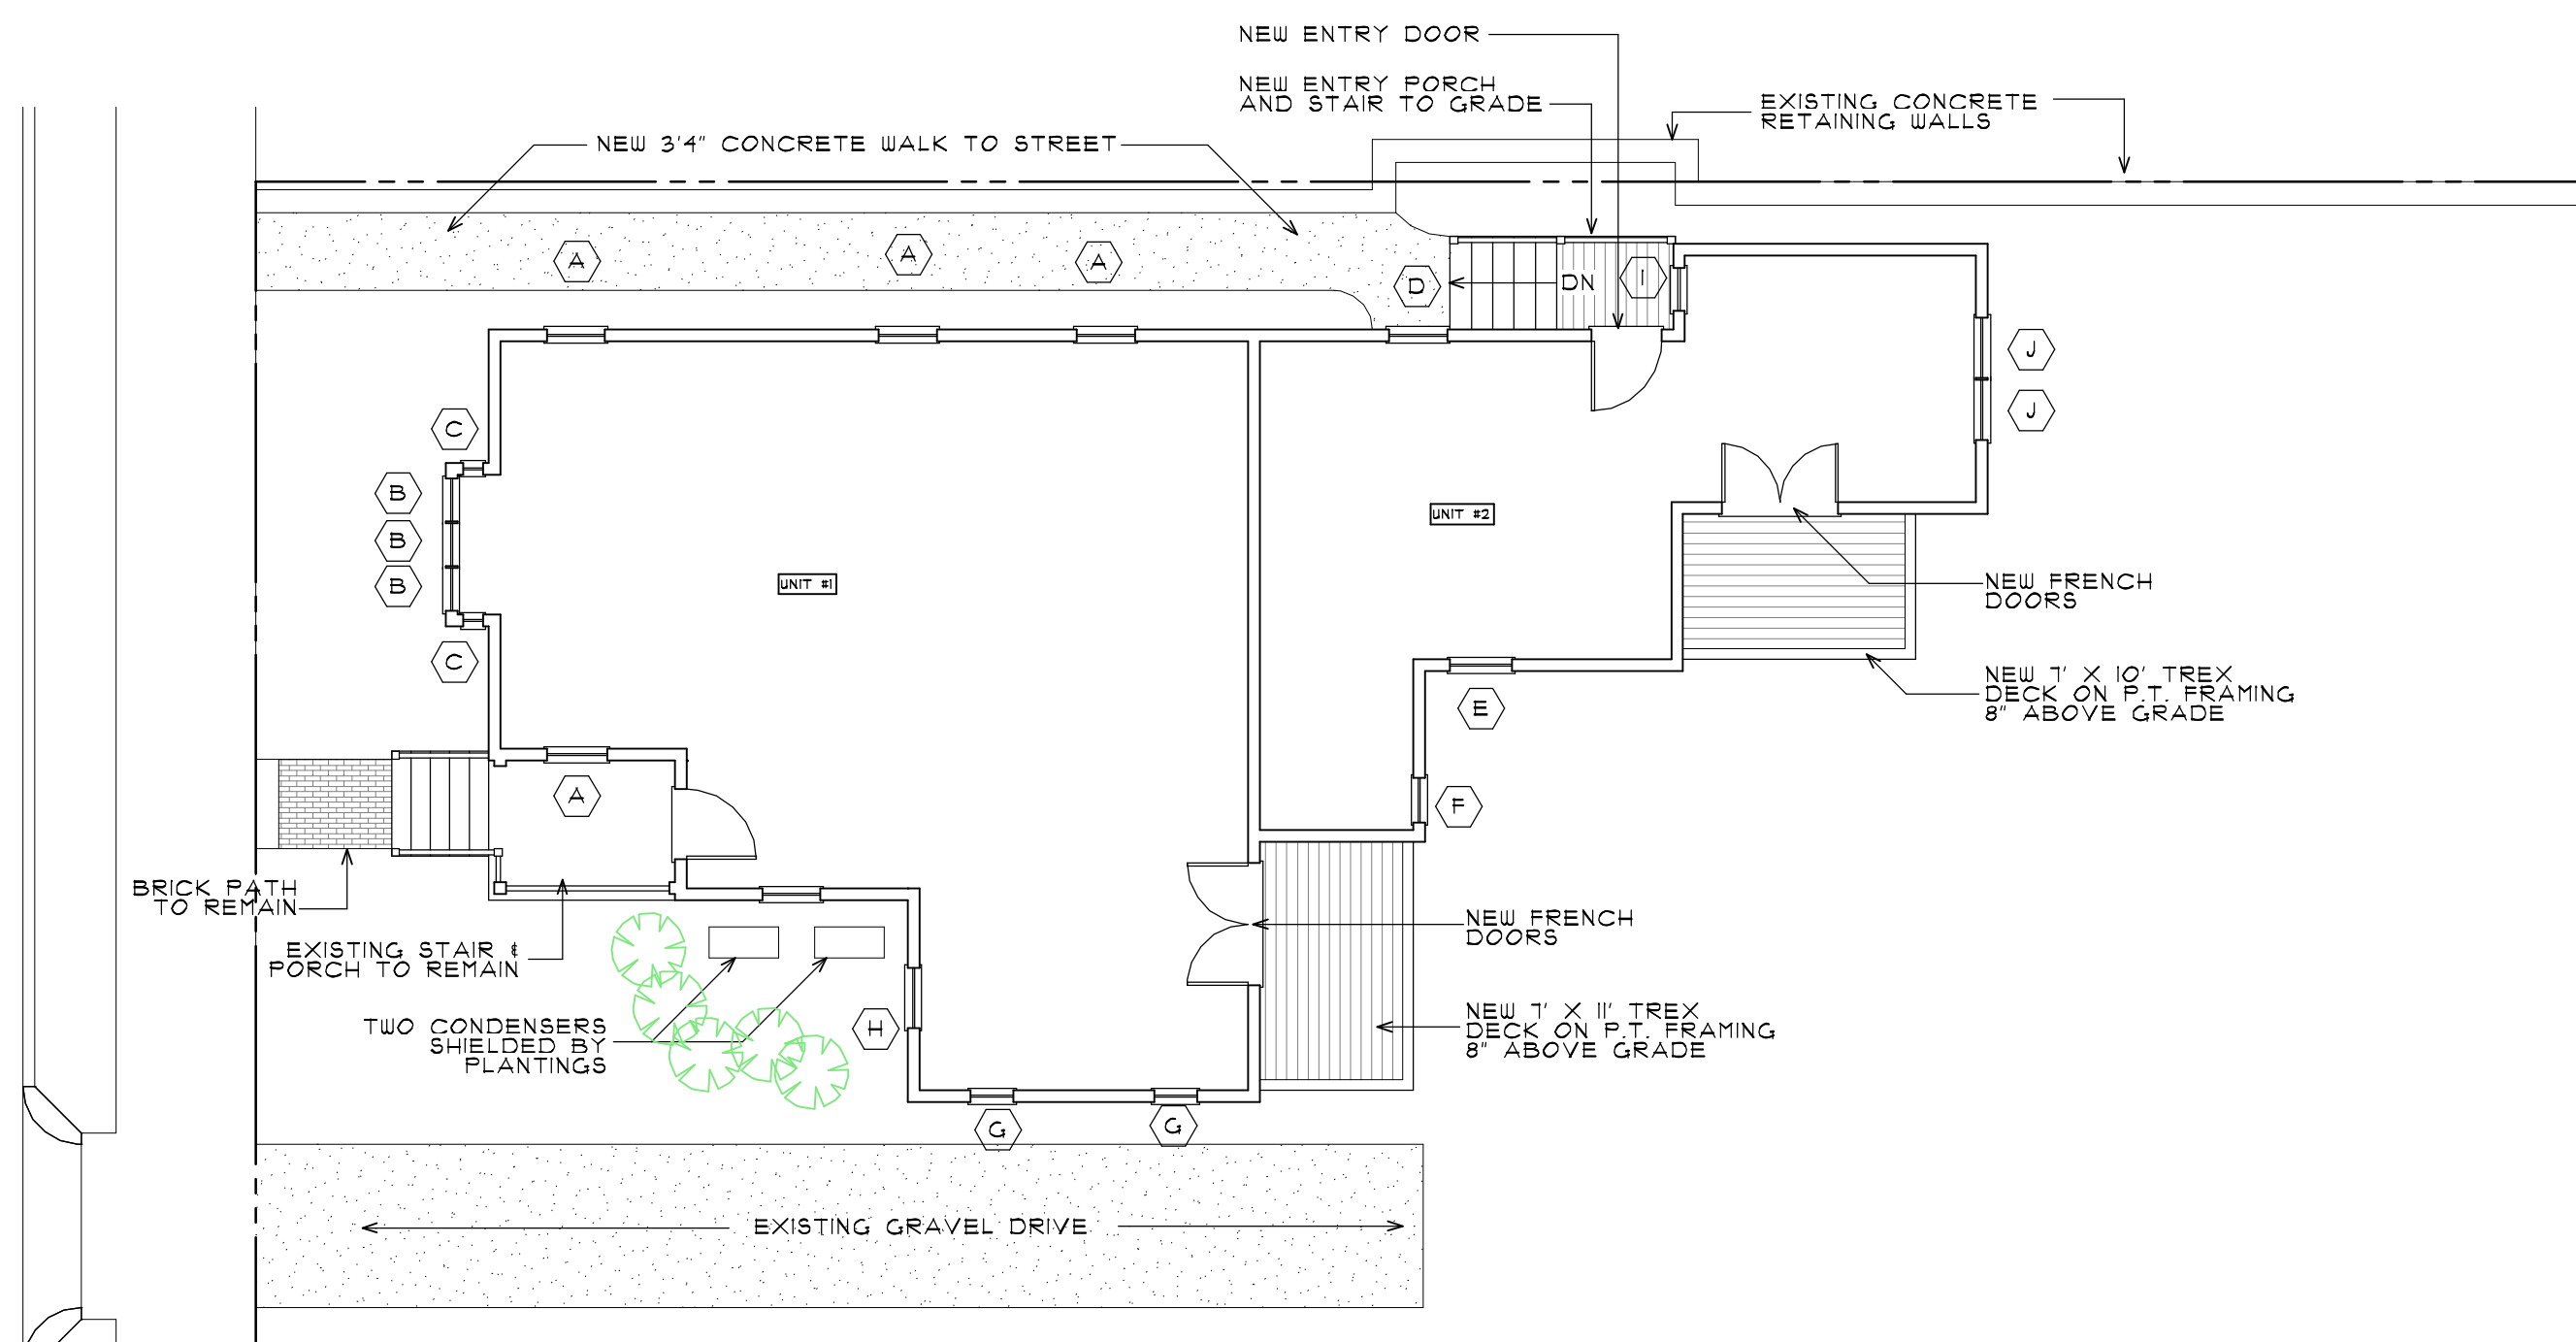 NEW ENTRY DOOR
NEW ENTRY PORCH
AND STAIR TO GRADE
EXISTING CONCRETE
RETAINING WALLS
NEW 3'4" CONCRETE WALK TO STREET
A
A
A
D
DN
I
J
J
C
B
B
B
C
UNIT #2
UNIT #1
NEW FRENCH
DOORS
NEW 7' X 10' TREX
DECK ON P.T. FRAMING
8" ABOVE GRADE
E
A
F
BRICK PATH
TO REMAIN
EXISTING STAIR &
PORCH TO REMAIN
NEW FRENCH
DOORS
TWO CONDENSERS
SHIELDED BY
PLANTINGS
H
NEW 7' X 11' TREX
DECK ON P.T. FRAMING
8" ABOVE GRADE
G
G
EXISTING GRAVEL DRIVE